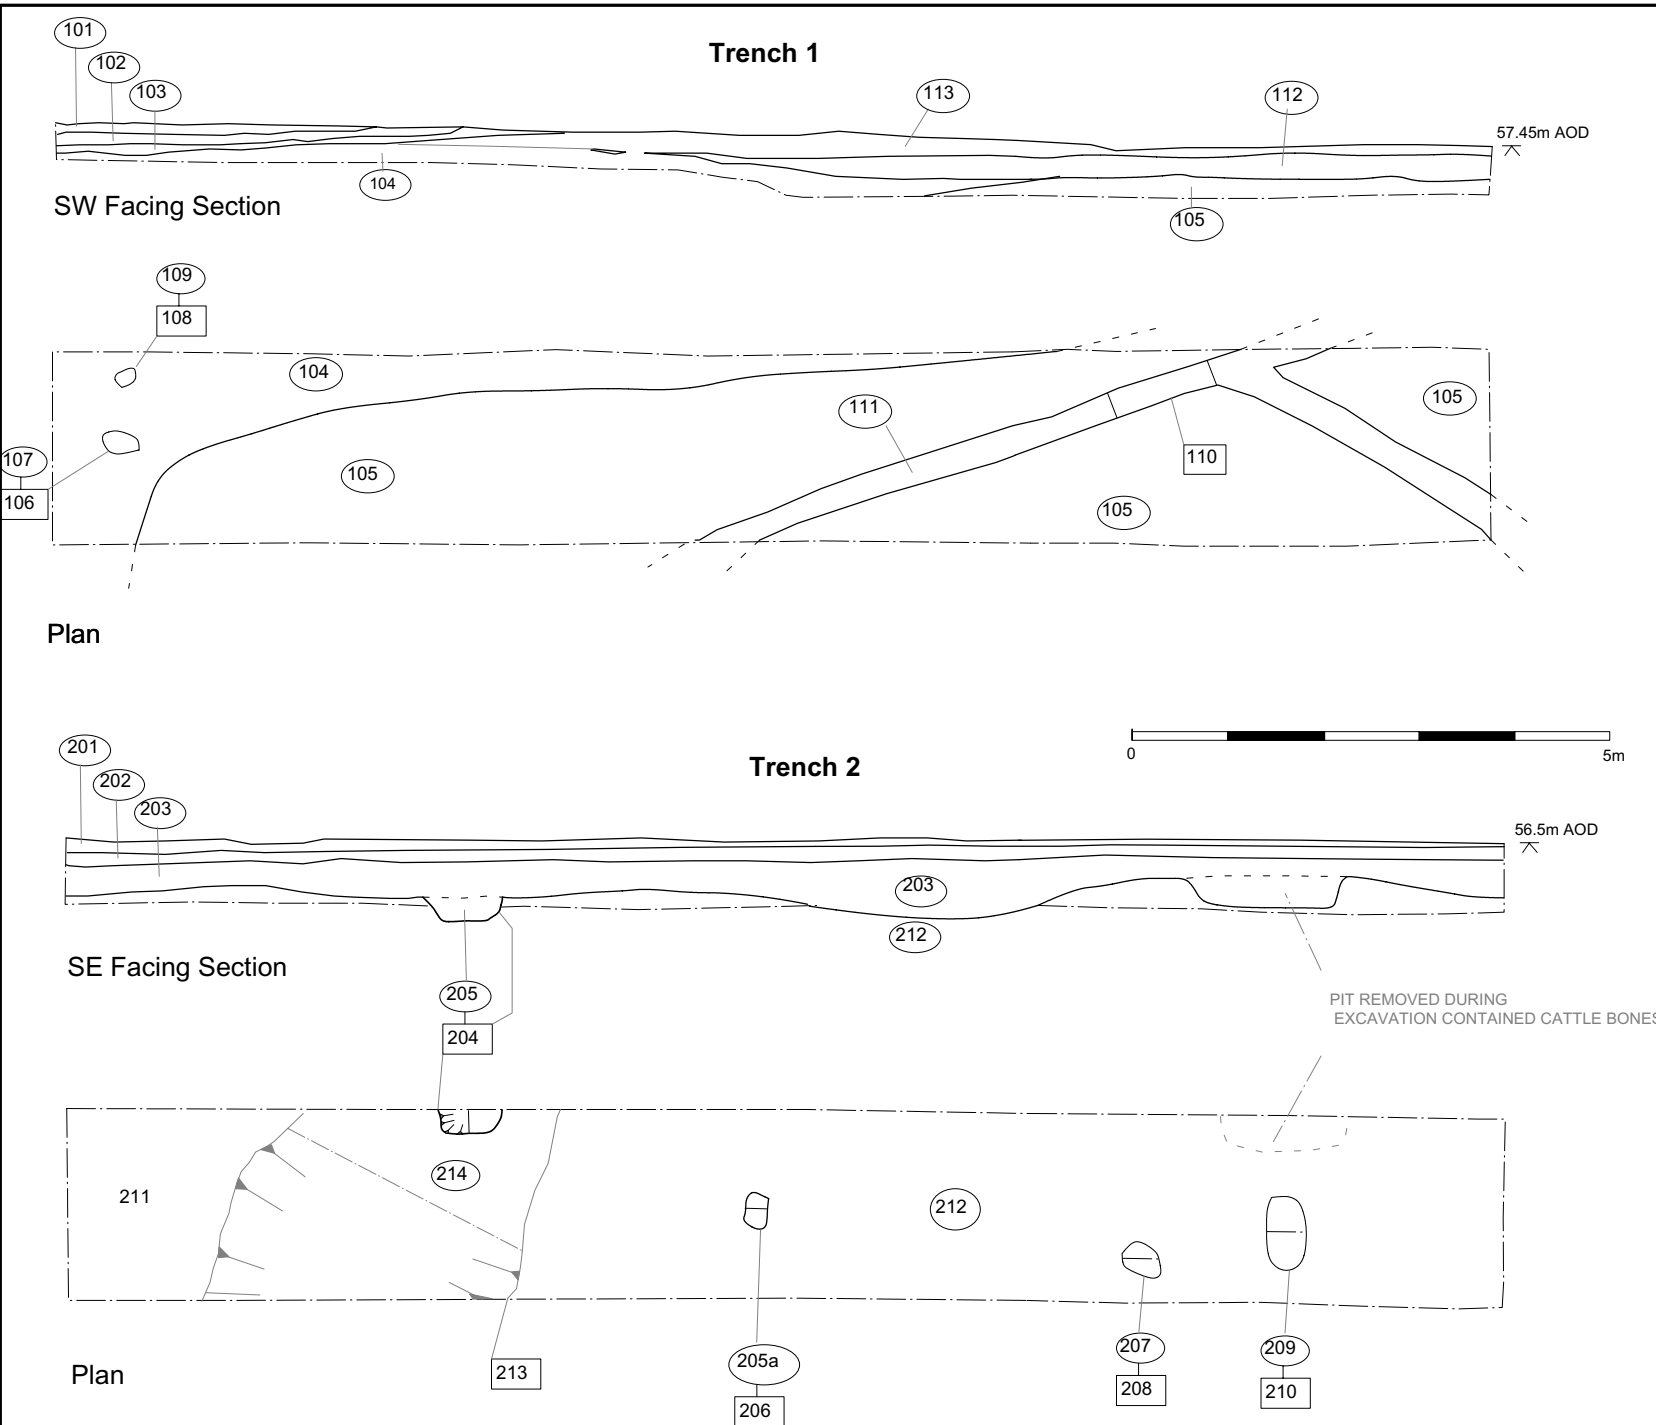 101
Trench 1
102
103
113
112
57.45m AOD
104
SW Facing Section
105
109
108
104
111
105
107
105
110
106
105
Plan
201
0
5m
Trench 2
202
203
56.5m AOD
203
212
SE Facing Section
205
PIT REMOVED DURING
EXCAVATION CONTAINED CATTLE BONES
204
214
211
212
207
209
205a
213
Plan
208
210
206